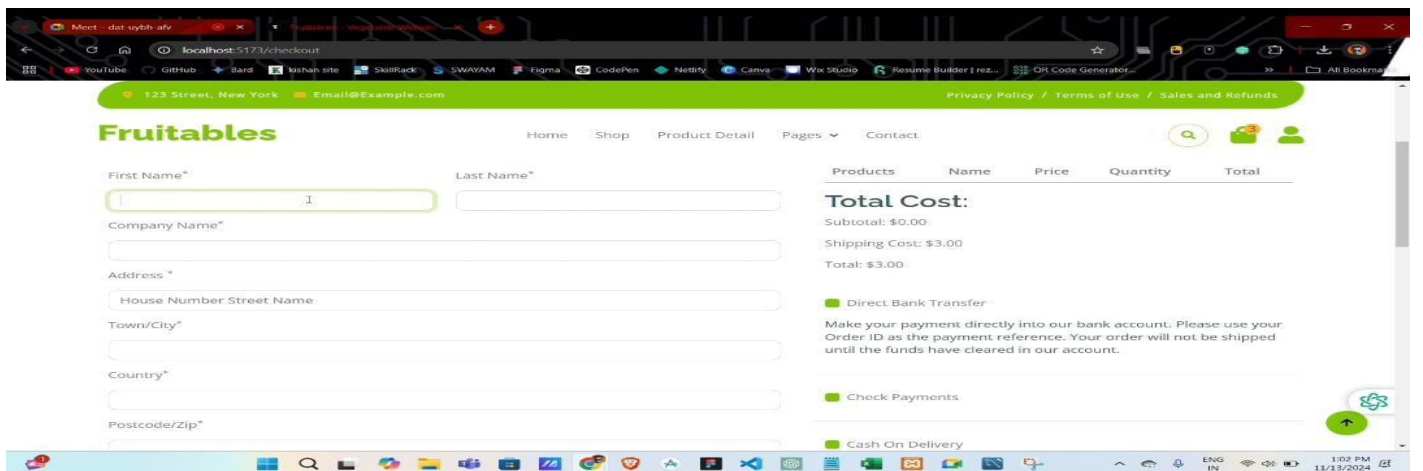 Meet - dat-uybh-afv
localhost:5173/checkout
YouTube GitHub Bard kishan site SkillRack SWAYAM Figma CodePen Netlify Canva Wix Studio Resume Builder | rez... QR Code Generator... » All Bookmarks
123 Street, New York Email@Example.com Privacy Policy / Terms of Use / Sales and Refunds
Fruitables Home Shop Product Detail Pages Contact 3
First Name* Last Name* Products Name Price Quantity Total
Total Cost:
Subtotal: $0.00
Company Name*
Shipping Cost: $3.00
Total: $3.00
Address *
House Number Street Name Direct Bank Transfer
Town/City* Make your payment directly into our bank account. Please use your
Order ID as the payment reference. Your order will not be shipped
until the funds have cleared in our account.
Country*
Check Payments
Postcode/Zip*
Cash On Delivery
ENG 1:02 PM
IN 11/13/2024